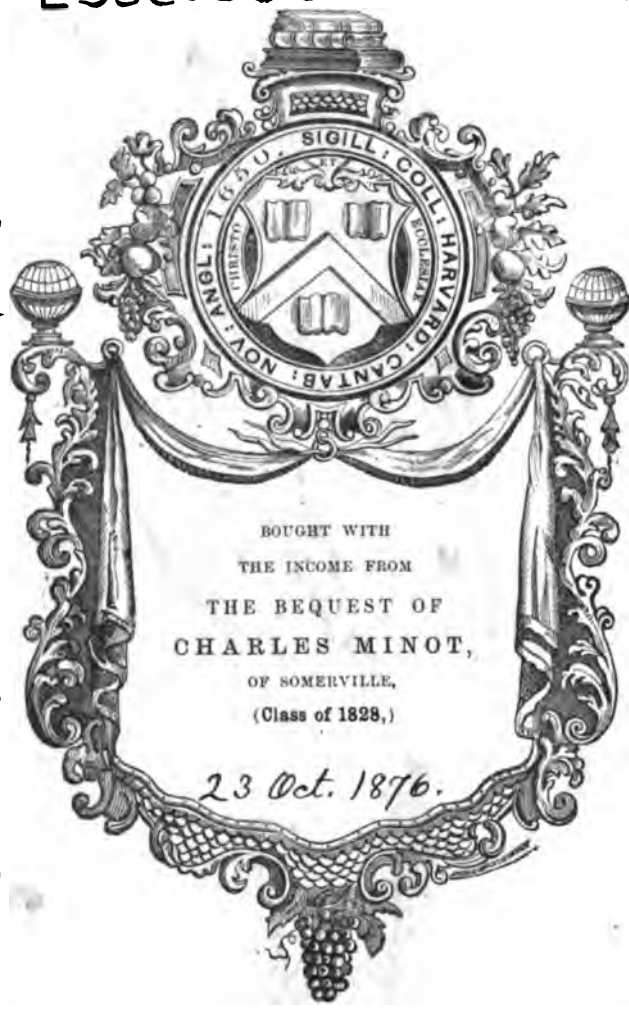 SIGILL: COLL: HARVARD: CANTAB: NOV: ANGL: 1650.
ET
CHRISTO
ECCLESIAE
BOUGHT WITH
THE INCOME FROM
THE BEQUEST OF
CHARLES MINOT,
OF SOMERVILLE,
(Class of 1828,)
23 Oct. 1876.